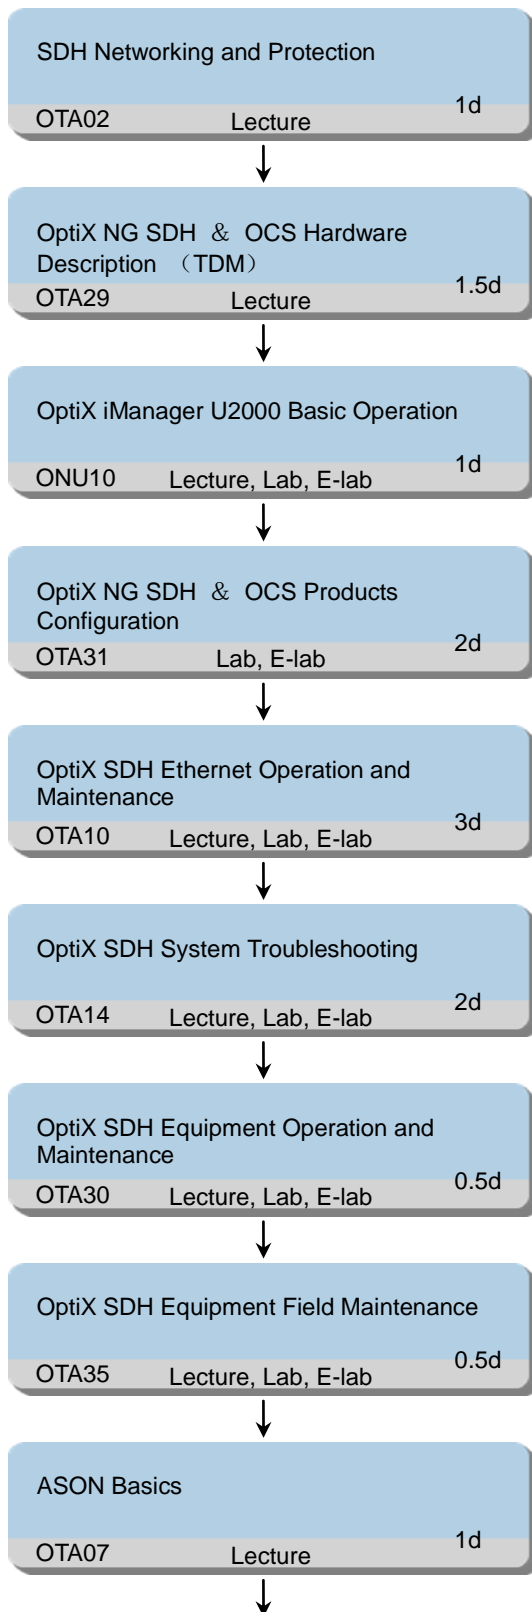 SDH Networking and Protection
1d
OTA02 Lecture
OptiX NG SDH & OCS Hardware
Description （TDM）
1.5d
OTA29 Lecture
OptiX iManager U2000 Basic Operation
1d
ONU10 Lecture, Lab, E-lab
OptiX NG SDH & OCS Products
Configuration
2d
OTA31 Lab, E-lab
OptiX SDH Ethernet Operation and
Maintenance
3d
OTA10 Lecture, Lab, E-lab
OptiX SDH System Troubleshooting
2d
OTA14 Lecture, Lab, E-lab
OptiX SDH Equipment Operation and
Maintenance
0.5d
OTA30 Lecture, Lab, E-lab
OptiX SDH Equipment Field Maintenance
0.5d
OTA35 Lecture, Lab, E-lab
ASON Basics
1d
OTA07 Lecture